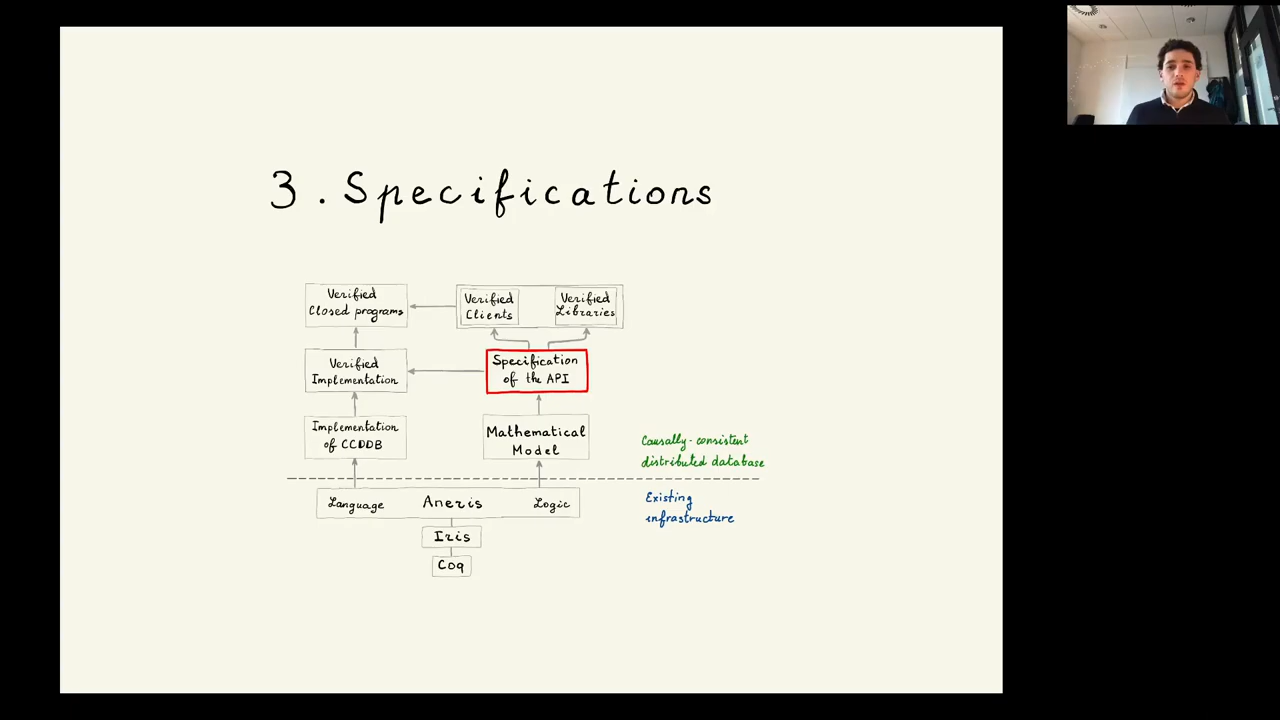 3. Specifications
Verified
Closed programs
Verified
Clients
Verified
Libraries
Verified
Implementation
Specification
of the API
Implementation
of CCDDB
Mathematical
Model
Causally-consistent
distributed database
Language
Aneris
Logic
Existing
infrastructure
Iris
Coq